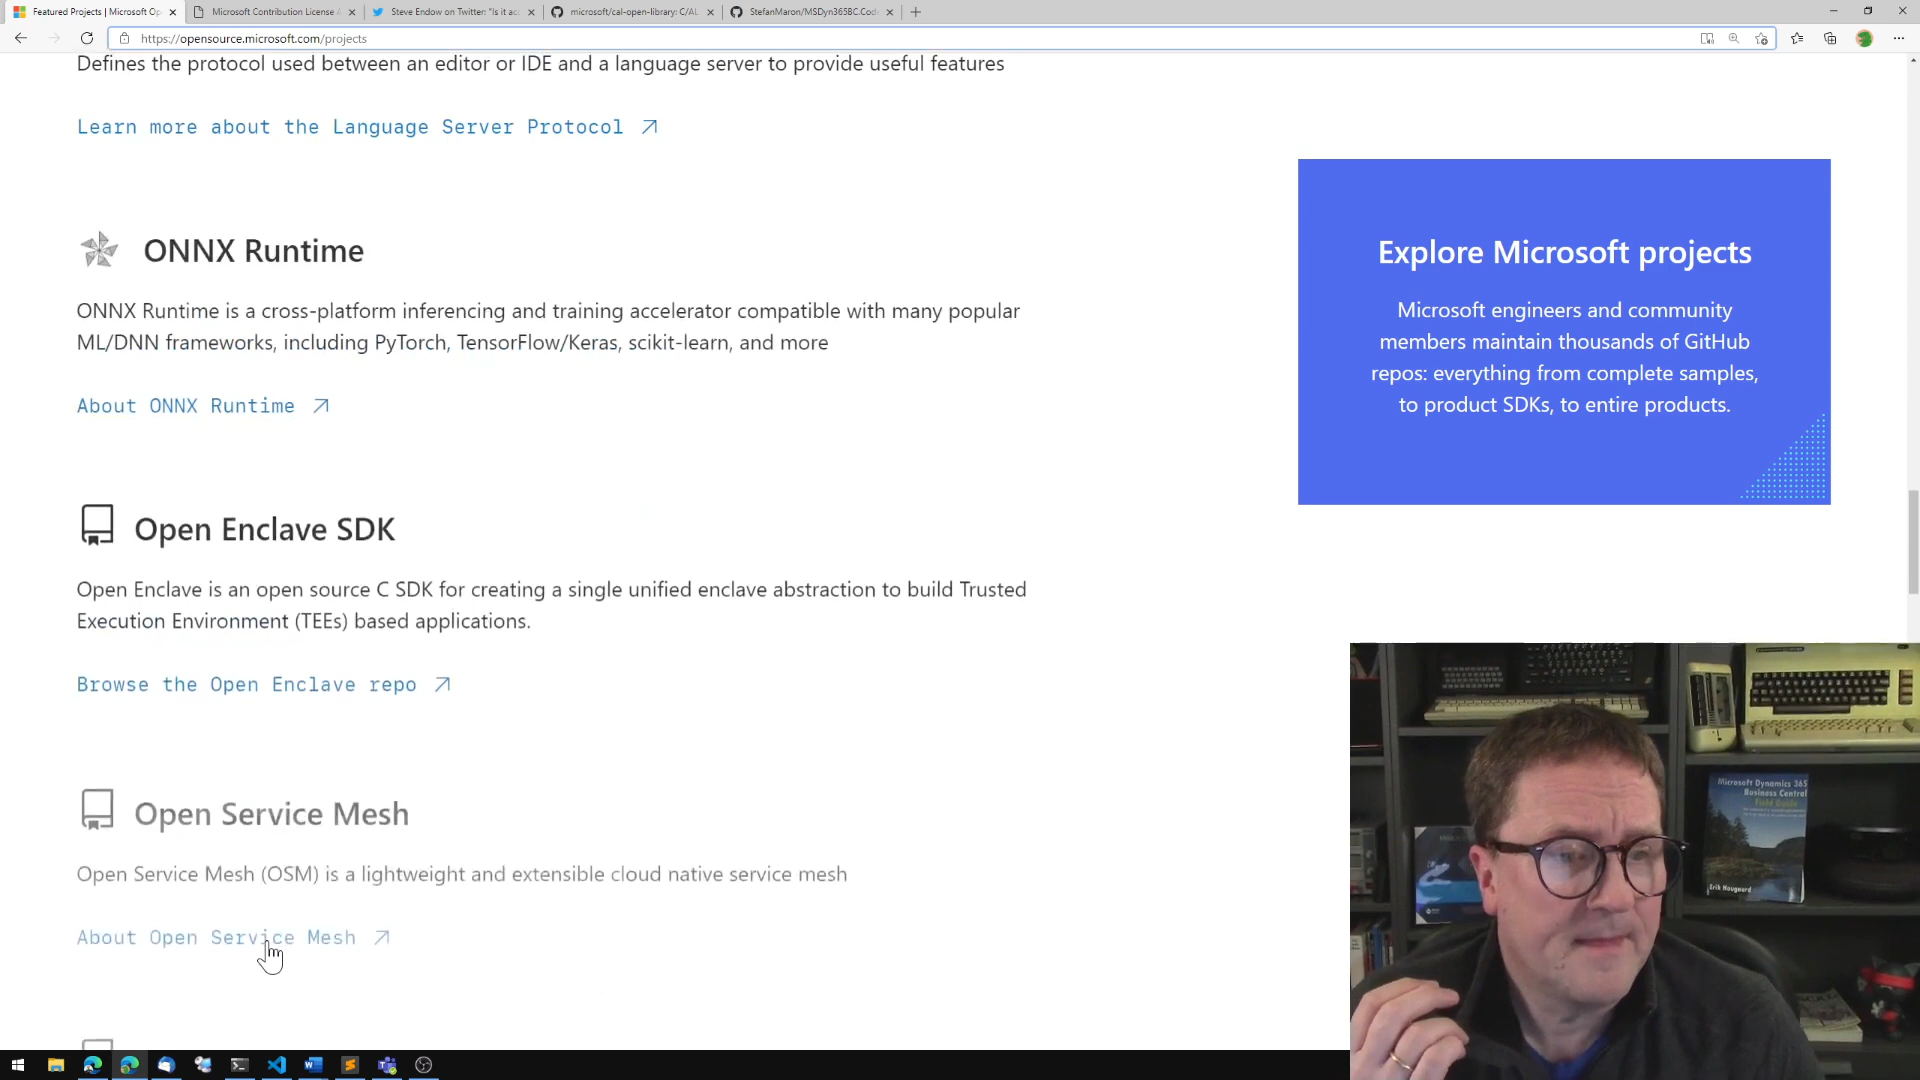 Featured Projects | Microsoft Op
Microsoft Contribution License A
Steve Endow on Twitter: "Is it acc
microsoft/cal-open-library: C/AL
StefanMaron/MSDyn365BC.Code
https://opensource.microsoft.com/projects
Defines the protocol used between an editor or IDE and a language server to provide useful features
Learn more about the Language Server Protocol
ONNX Runtime
ONNX Runtime is a cross-platform inferencing and training accelerator compatible with many popular
ML/DNN frameworks, including PyTorch, TensorFlow/Keras, scikit-learn, and more
About ONNX Runtime
Open Enclave SDK
Open Enclave is an open source C SDK for creating a single unified enclave abstraction to build Trusted
Execution Environment (TEEs) based applications.
Browse the Open Enclave repo
Open Service Mesh
Open Service Mesh (OSM) is a lightweight and extensible cloud native service mesh
About Open Service Mesh
Explore Microsoft projects
Microsoft engineers and community
members maintain thousands of GitHub
repos: everything from complete samples,
to product SDKs, to entire products.
Microsoft Dynamics 365
Business Central
Field Guide
Erik Hougaard